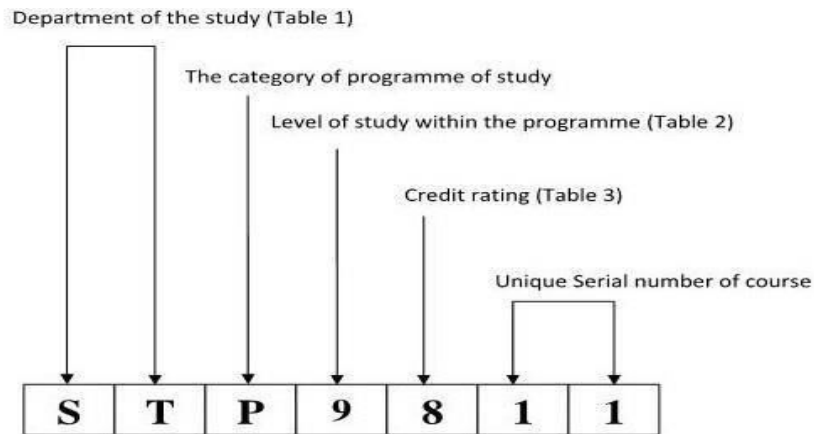 Department of the study (Table 1)
The category of programme of study
Level of study within the programme (Table 2)
Credit rating (Table 3)
Unique Serial number of course
S T P 9 8 1 1